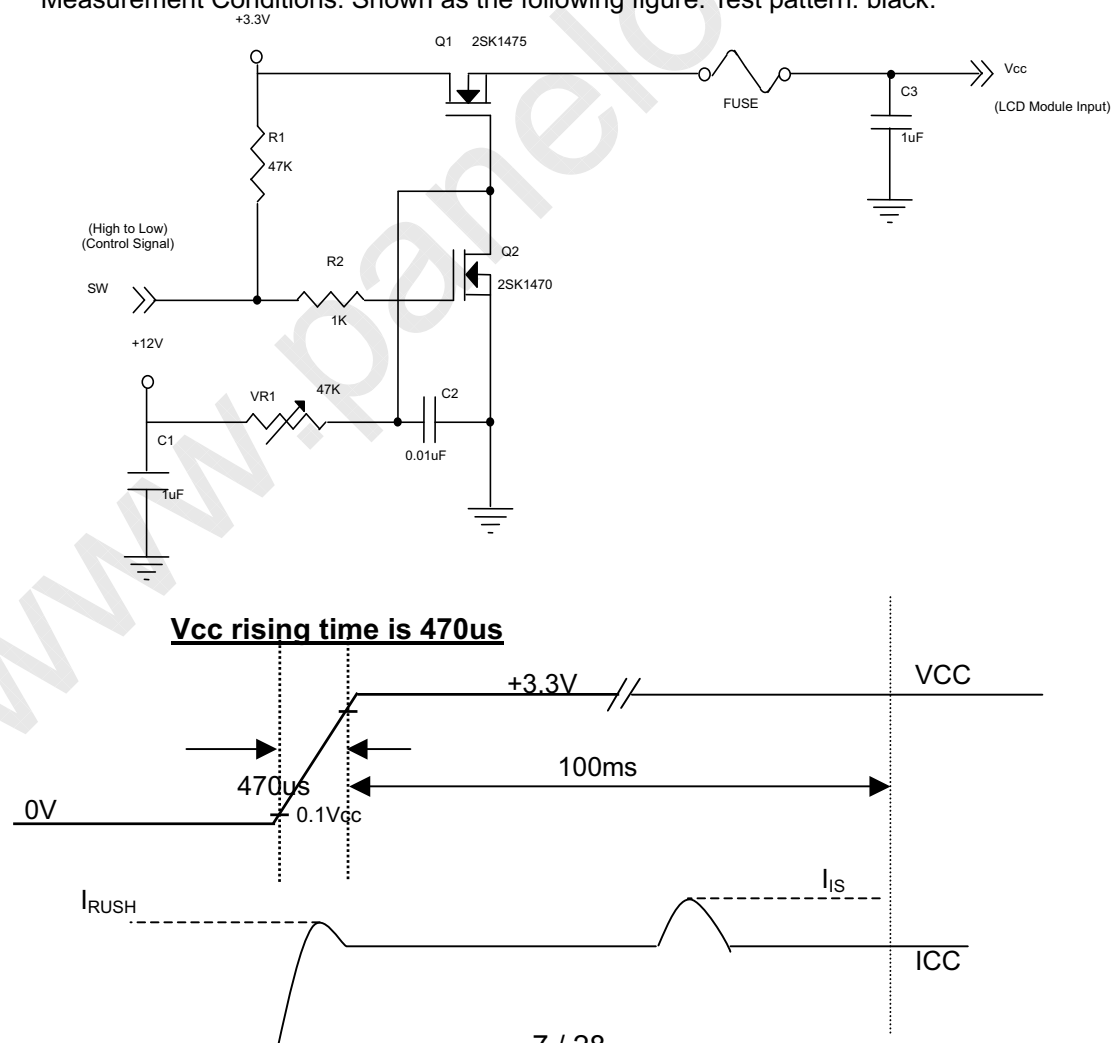 Measurement Conditions: Shown as the following figure. Test pattern: black.
+3.3V
Q1 2SK1475
FUSE
Vcc
(LCD Module Input)
C3
1uF
R1
47K
(High to Low)
(Control Signal)
SW
R2
1K
Q2
2SK1470
+12V
VR1
47K
C2
0.01uF
C1
1uF
Vcc rising time is 470us
+3.3V
VCC
470us
100ms
0V
0.1Vcc
IRUSH
IIS
ICC
7 / 28
www.panelo